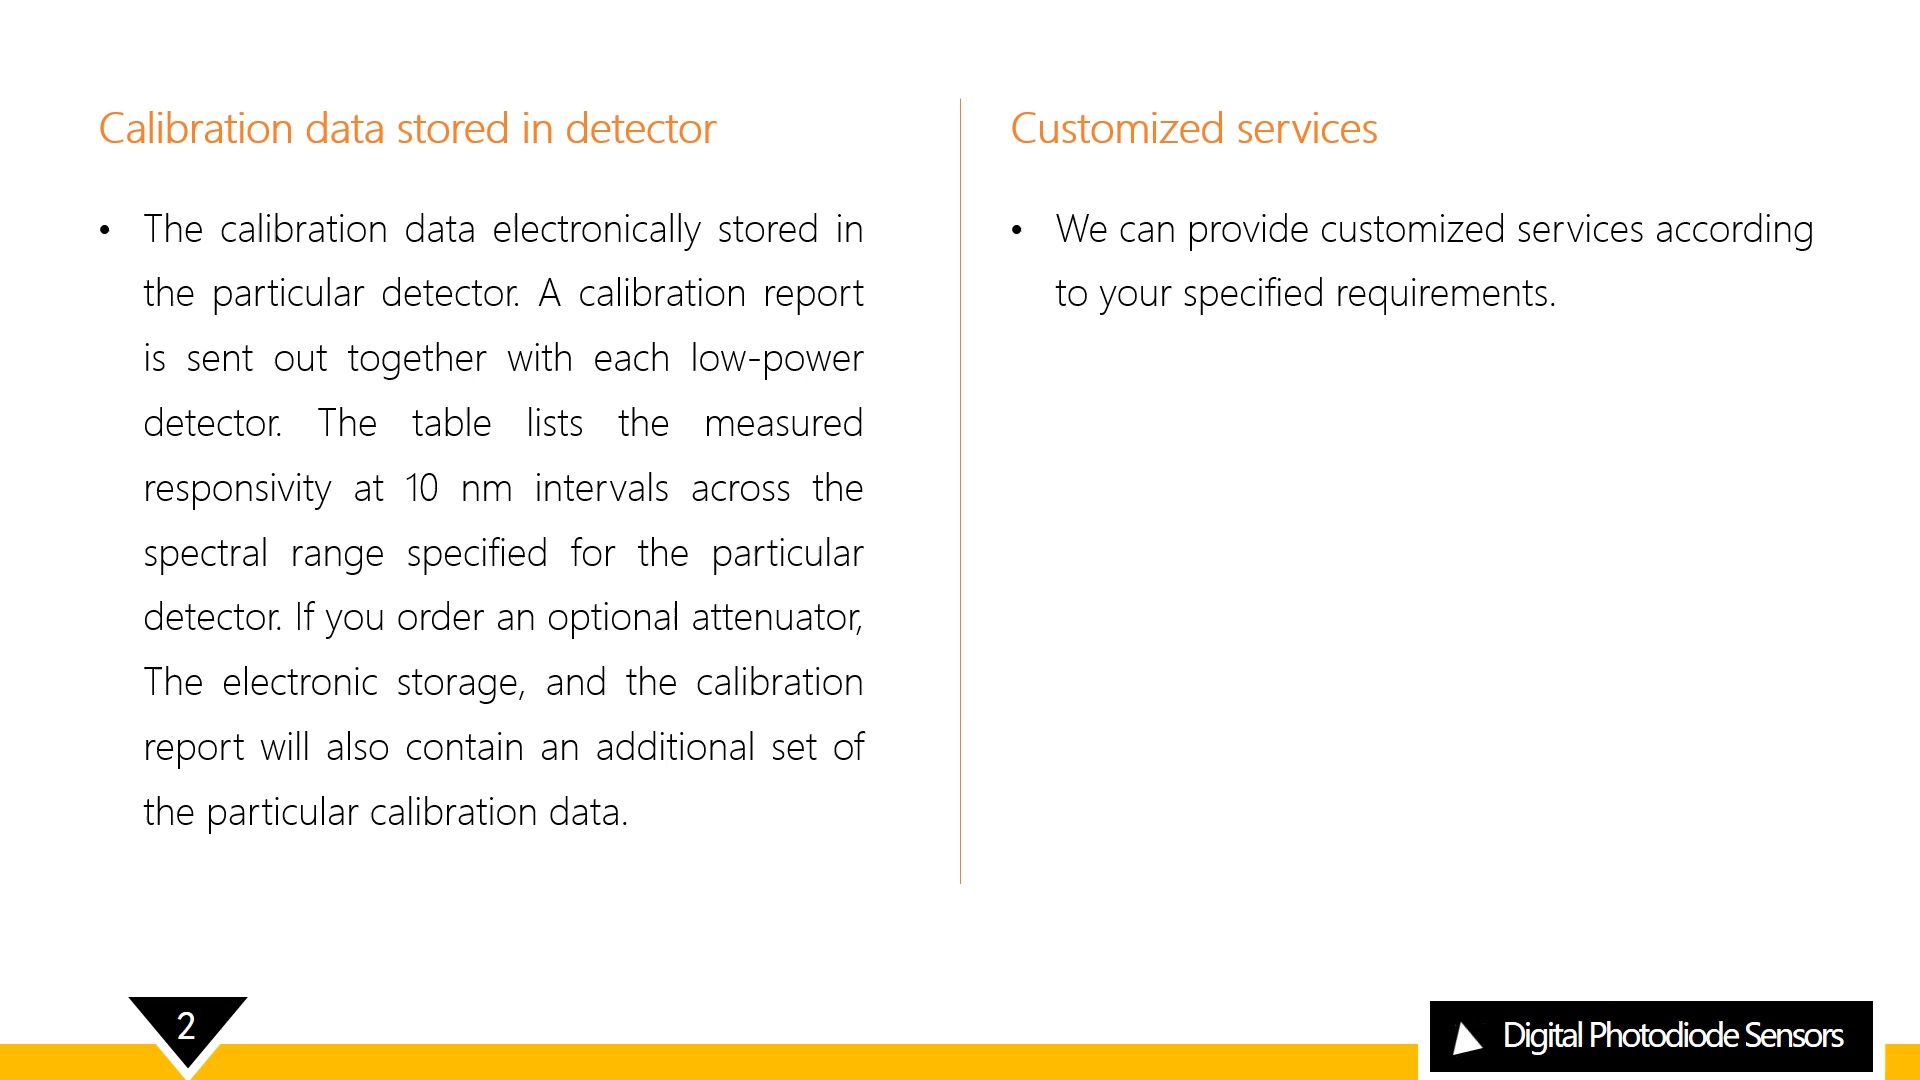 Calibration data stored in detector
• The calibration data electronically stored in
the particular detector. A calibration report
is sent out together with each low-power
detector. The table lists the measured
responsivity at 10 nm intervals across the
spectral range specified for the particular
detector. If you order an optional attenuator,
The electronic storage, and the calibration
report will also contain an additional set of
the particular calibration data.
Customized services
• We can provide customized services according
to your specified requirements.
2
Digital Photodiode Sensors